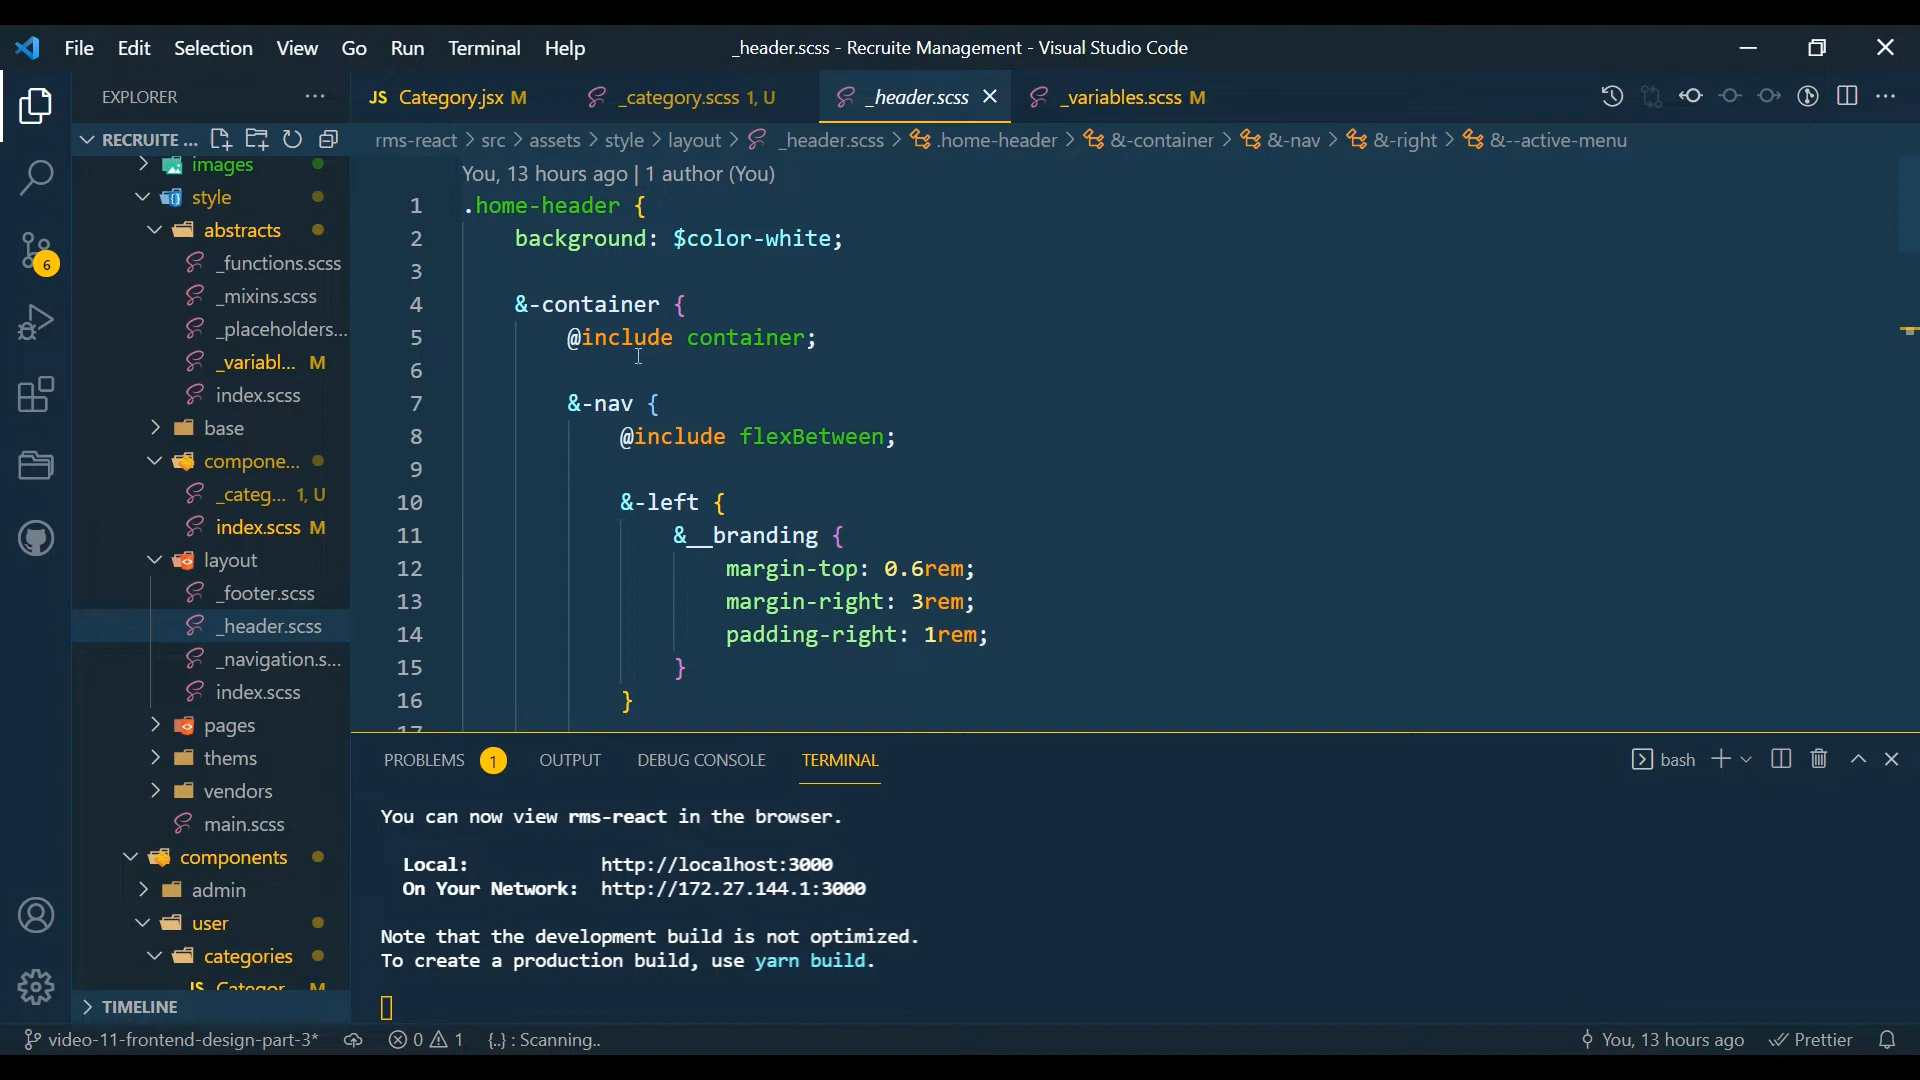 File Edit Selection View Go Run Terminal Help
_header.scss - Recruite Management - Visual Studio Code
EXPLORER
JS Category.jsx M
_category.scss 1, U
_header.scss
_variables.scss M
RECRUITE ...
rms-react > src > assets > style > layout > _header.scss > .home-header > &-container > &-nav > &-right > &--active-menu
images
style
abstracts
_functions.scss
_mixins.scss
_placeholders...
_variabl... M
index.scss
base
compone...
_categ... 1, U
index.scss M
layout
_footer.scss
_header.scss
_navigation.s...
index.scss
pages
thems
vendors
main.scss
components
admin
user
categories
JS Categor... M
TIMELINE
6
You, 13 hours ago | 1 author (You)
1 .home-header {
2 background: $color-white;
3
4 &-container {
5 @include container;
6
7 &-nav {
8 @include flexBetween;
9
10 &-left {
11 &__branding {
12 margin-top: 0.6rem;
13 margin-right: 3rem;
14 padding-right: 1rem;
15 }
16 }
17
PROBLEMS 1 OUTPUT DEBUG CONSOLE TERMINAL
bash
You can now view rms-react in the browser.
Local: http://localhost:3000
On Your Network: http://172.27.144.1:3000
Note that the development build is not optimized.
To create a production build, use yarn build.
video-11-frontend-design-part-3*
0 1
{..} : Scanning..
You, 13 hours ago
Prettier